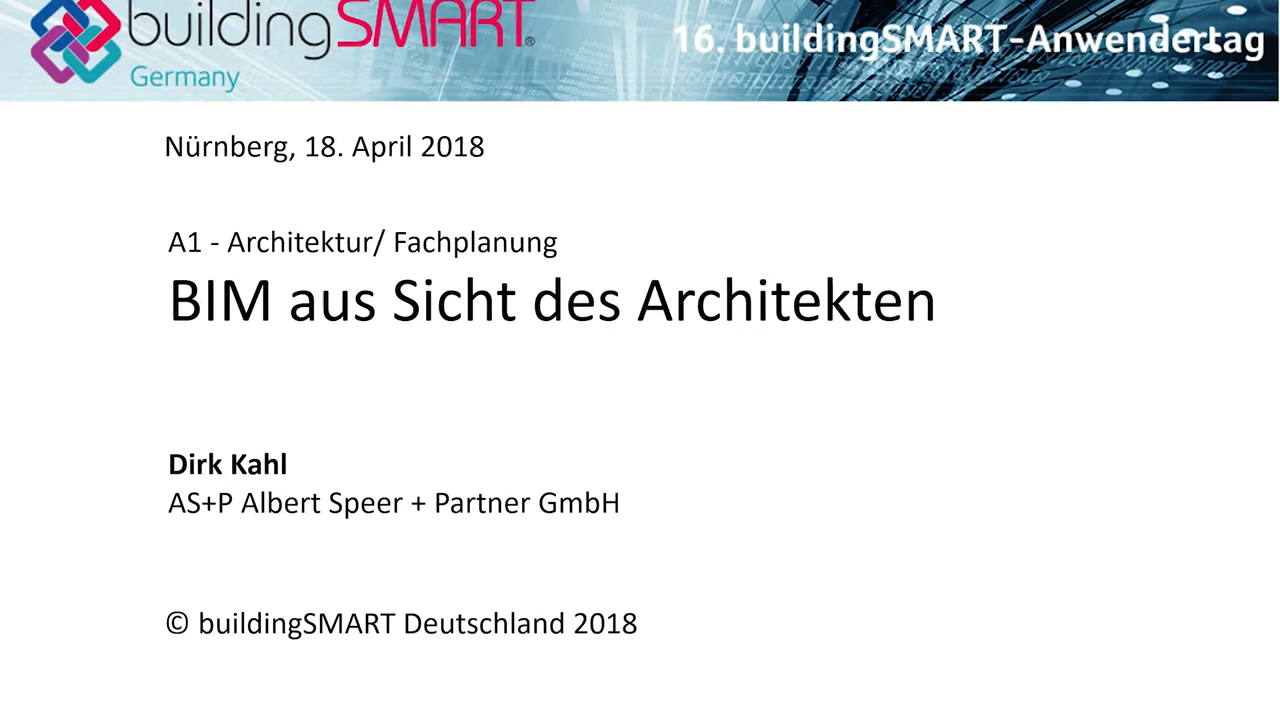 buildingSMART®
Germany
16. buildingSMART-Anwendertag
Nürnberg, 18. April 2018
A1 - Architektur/ Fachplanung
BIM aus Sicht des Architekten
Dirk Kahl
AS+P Albert Speer + Partner GmbH
© buildingSMART Deutschland 2018